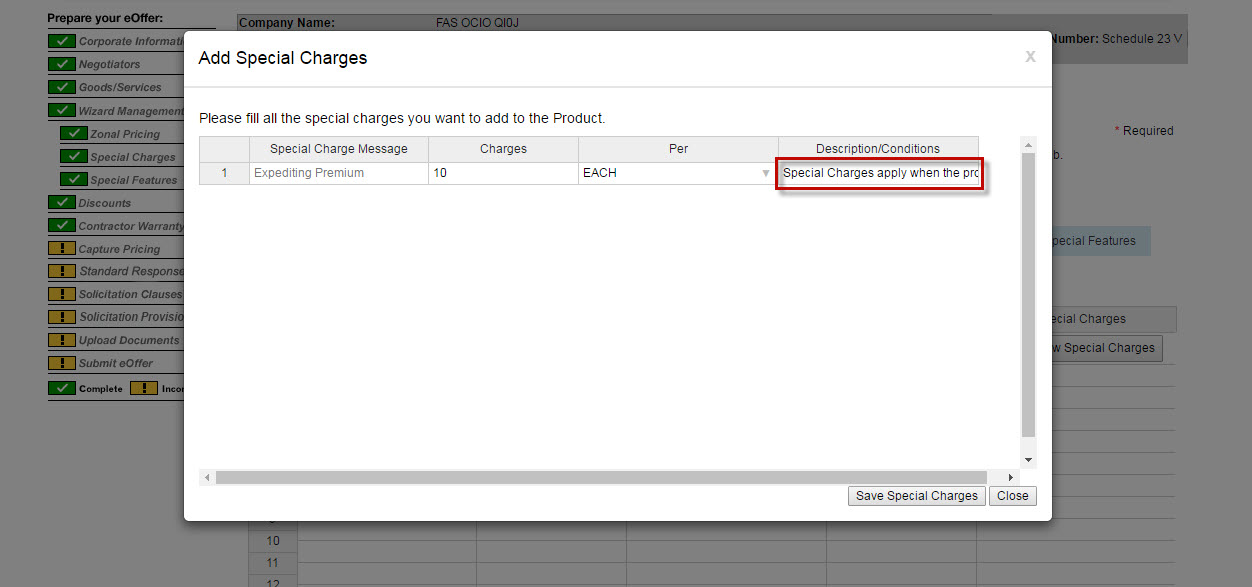 Prepare your eOffer:
Company Name: FAS OCIO QI0J
Corporate Informati
Number: Schedule 23 V
Negotiators
Goods/Services
Wizard Management
Zonal Pricing
Special Charges
Special Features
Discounts
Contractor Warranty
Capture Pricing
Standard Response
Solicitation Clauses
Solicitation Provisio
Upload Documents
Submit eOffer
Complete Incor
Add Special Charges
X
Please fill all the special charges you want to add to the Product.
Special Charge Message Charges Per Description/Conditions
1 Expediting Premium 10 EACH Special Charges apply when the pro
Save Special Charges Close
* Required
b.
pecial Features
ecial Charges
w Special Charges
10
11
12